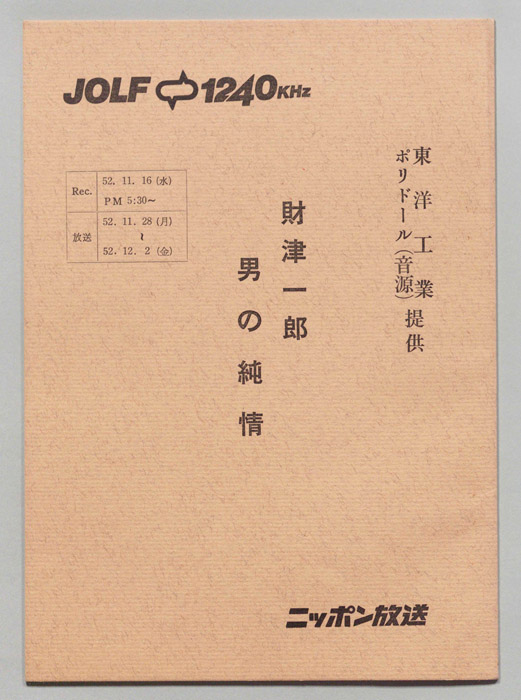 JOLF 1240KHz
東洋工業
ポリドール(音源)提供
財津一郎
男の純情
Rec. 52. 11. 16 (水)
PM 5:30~
放送 52. 11. 28 (月)
~
52. 12. 2 (金)
ニッポン放送